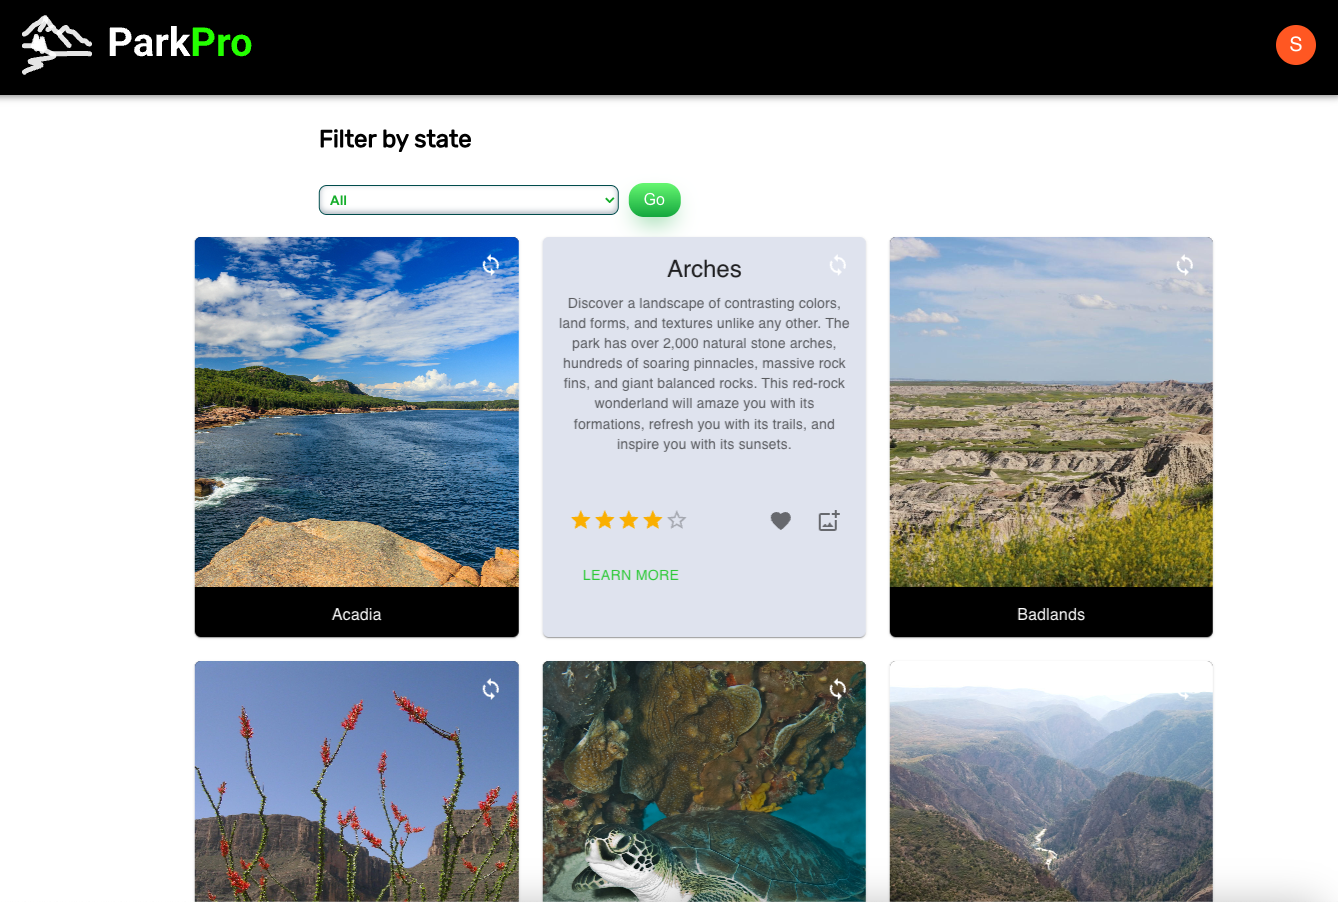 ParkPro
S
Filter by state
All
Go
Arches
Discover a landscape of contrasting colors,
land forms, and textures unlike any other. The
park has over 2,000 natural stone arches,
hundreds of soaring pinnacles, massive rock
fins, and giant balanced rocks. This red-rock
wonderland will amaze you with its
formations, refresh you with its trails, and
inspire you with its sunsets.
LEARN MORE
Acadia
Badlands